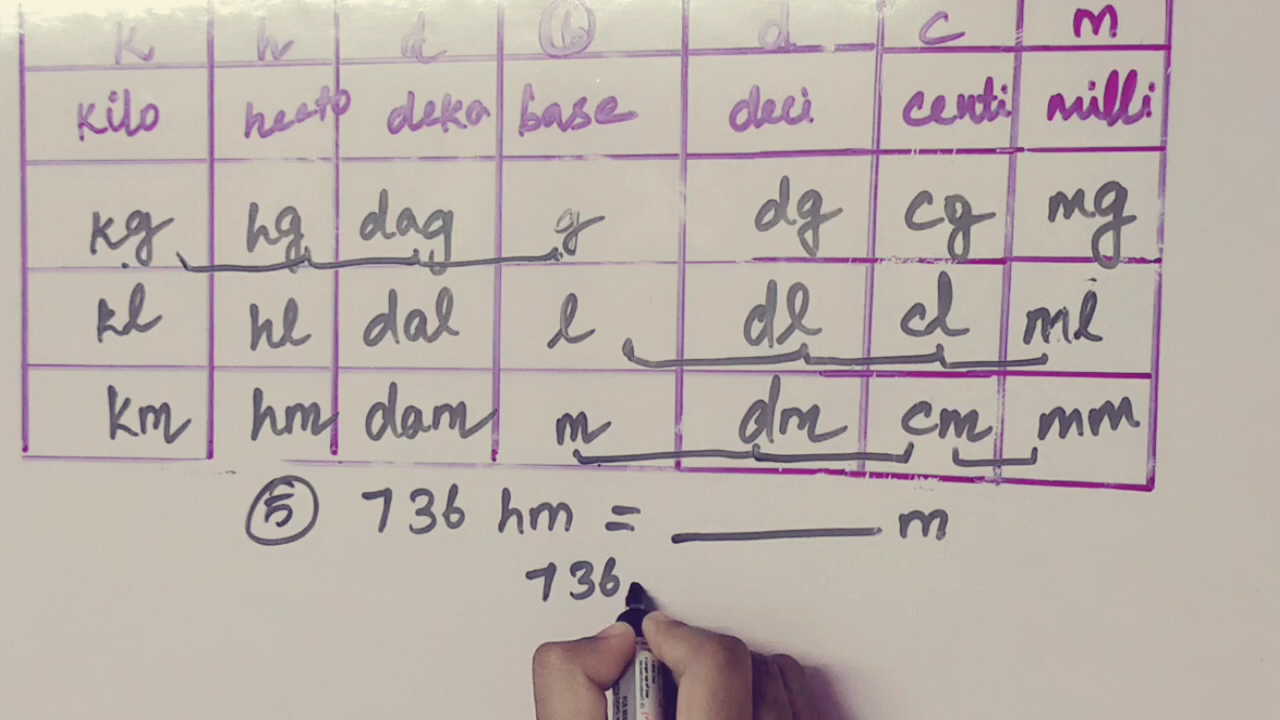 K h d b d c m
Kilo hecto deka base deci centi milli
kg hg dag g dg cg mg
kl hl dal l dl cl ml
km hm dam m dm cm mm
5 736 hm = ______ m
736